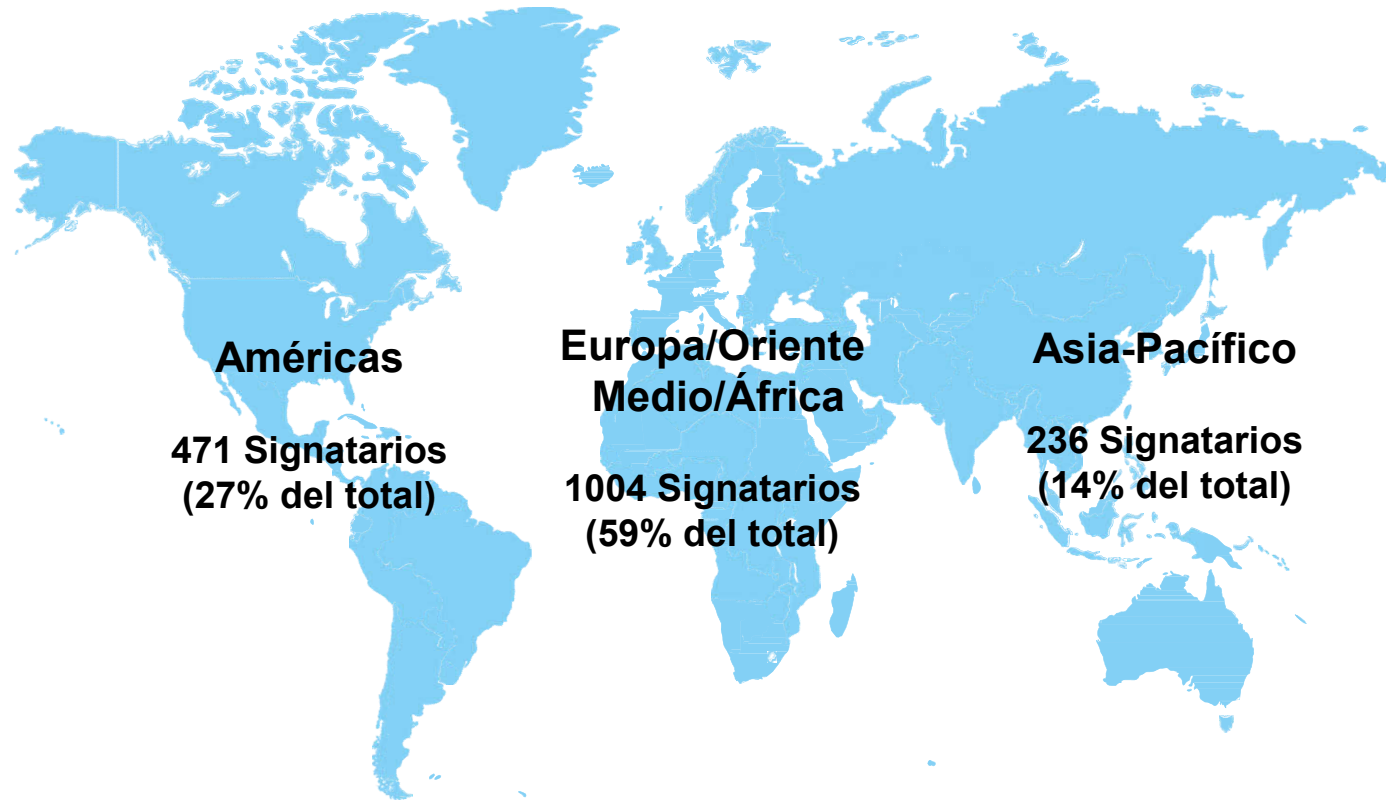 Américas
471 Signatarios
(27% del total)
Europa/Oriente
Medio/África
1004 Signatarios
(59% del total)
Asia-Pacífico
236 Signatarios
(14% del total)